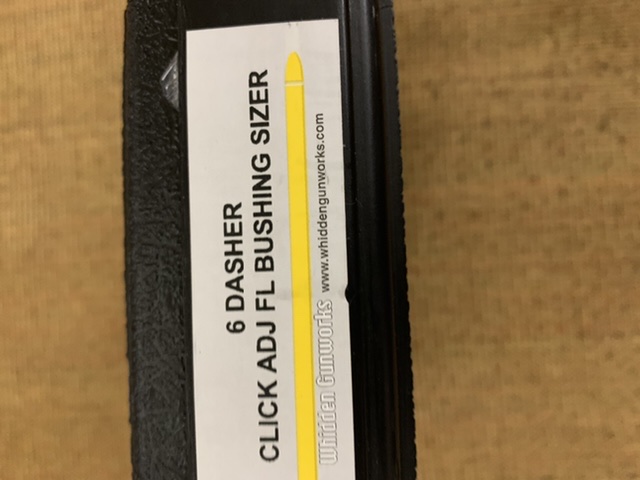 6 DASHER
CLICK ADJ FL BUSHING SIZER
Whidden Gunworks www.whiddengunworks.com